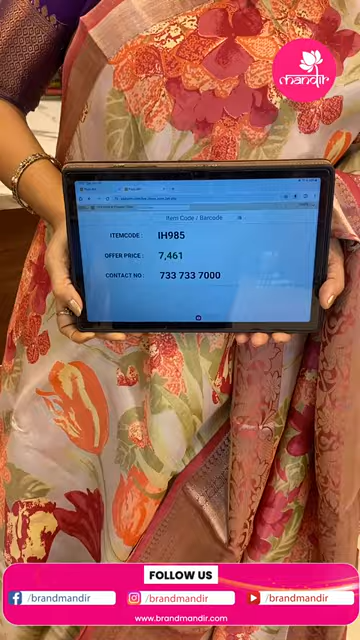 mandir
Item Code / Barcode
ITEMCODE : IH985
OFFER PRICE : 7,461
CONTACT NO : 733 733 7000
FOLLOW US
/brandmandir /brandmandir /brandmandir
www.brandmandir.com